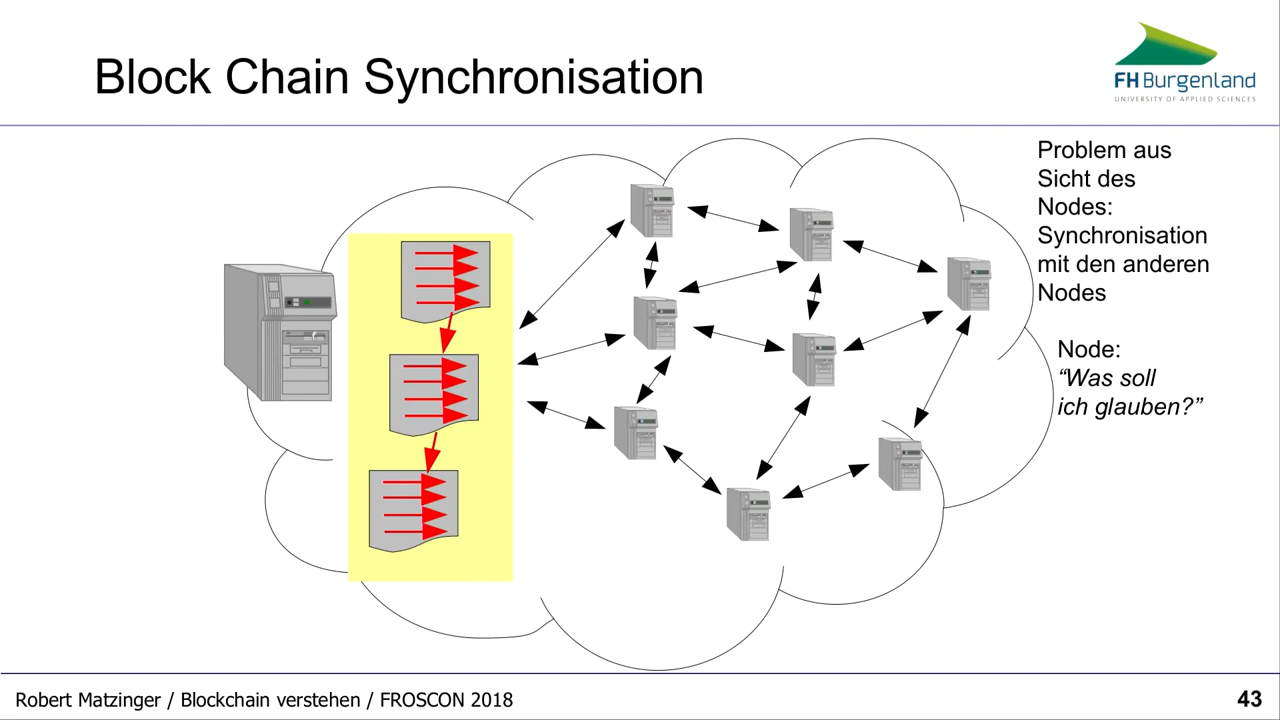 Block Chain Synchronisation
FH Burgenland
UNIVERSITY OF APPLIED SCIENCES
Problem aus
Sicht des
Nodes:
Synchronisation
mit den anderen
Nodes
Node:
“Was soll
ich glauben?”
Robert Matzinger / Blockchain verstehen / FROSCON 2018
43